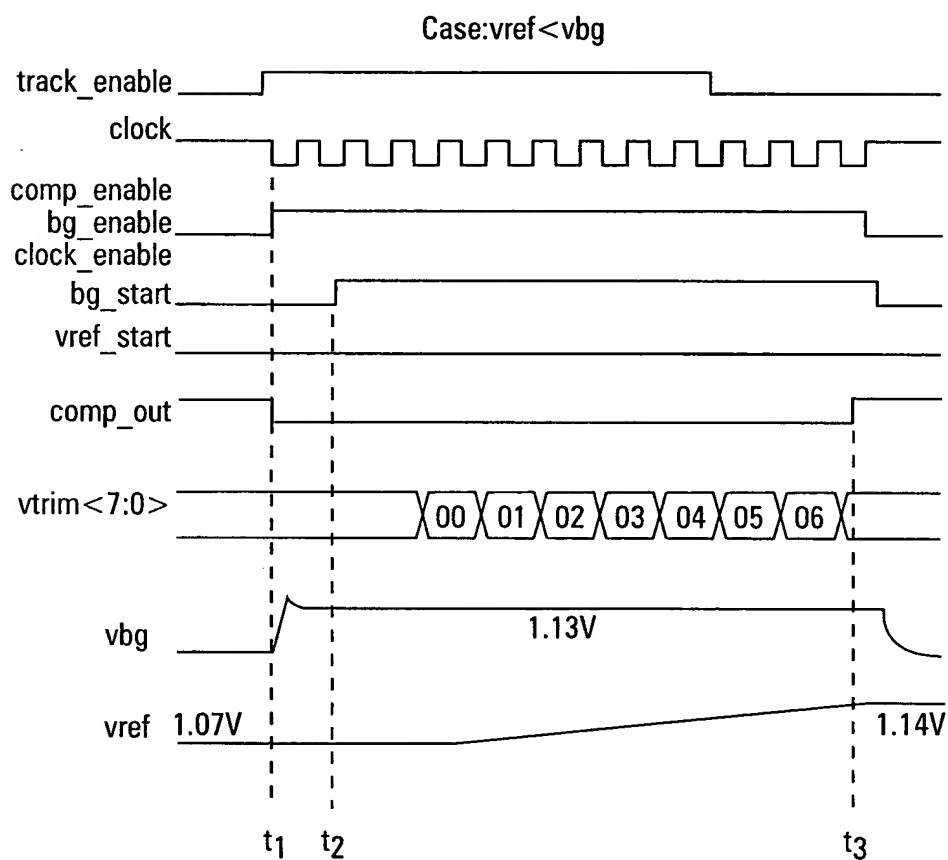 Case:vref<vbg
track_enable
clock
comp_enable
bg_enable
clock_enable
bg_start
vref_start
comp_out
vtrim<7:0>
00 01 02 03 04 05 06
vbg
1.13V
vref 1.07V
1.14V
t1 t2 t3